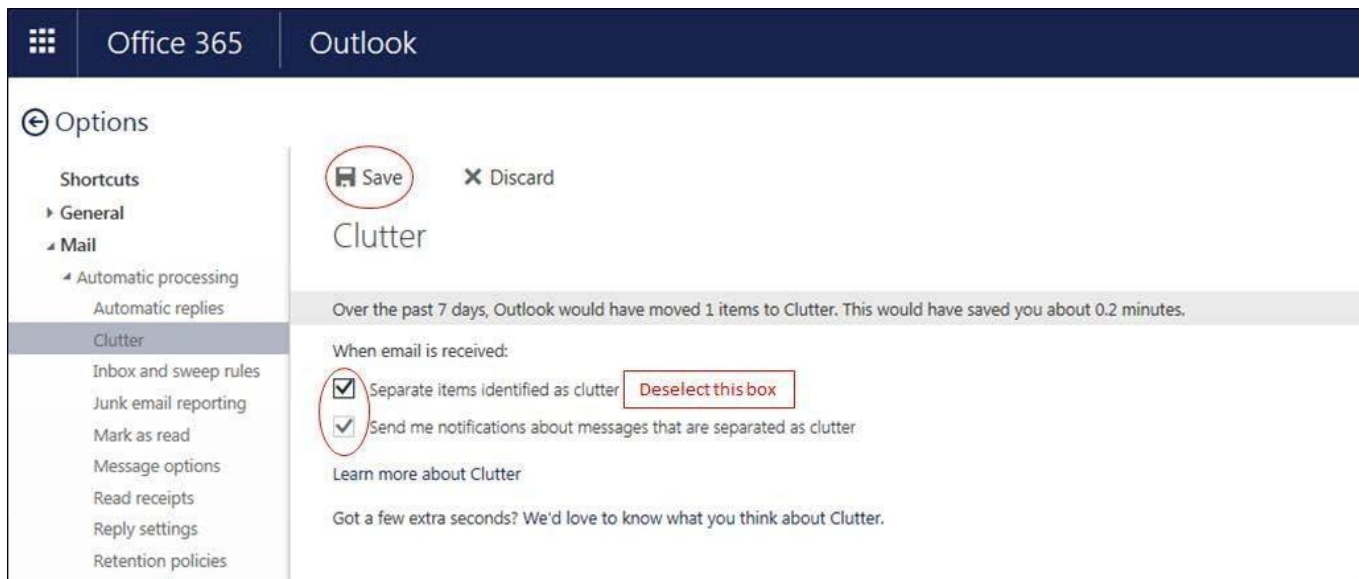 Office 365
Outlook
Options
Shortcuts
General
Mail
Automatic processing
Automatic replies
Clutter
Inbox and sweep rules
Junk email reporting
Mark as read
Message options
Read receipts
Reply settings
Retention policies
Save
Discard
Clutter
Over the past 7 days, Outlook would have moved 1 items to Clutter. This would have saved you about 0.2 minutes.
When email is received:
Separate items identified as clutter
Deselect this box
Send me notifications about messages that are separated as clutter
Learn more about Clutter
Got a few extra seconds? We'd love to know what you think about Clutter.